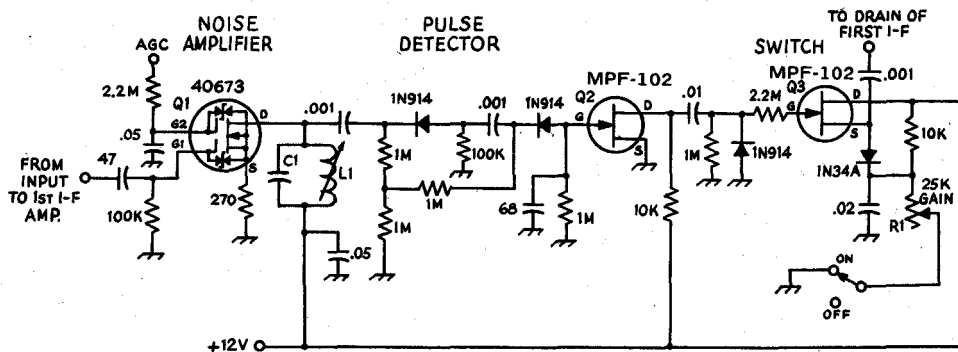 NOISE
AMPLIFIER
PULSE
DETECTOR
TO DRAIN OF
FIRST I-F
SWITCH
AGC
40673
2.2M
Q1
D
G2
G1
S
.05
47
FROM
INPUT
TO 1ST I-F
AMP.
100K
270
C1
L1
.05
.001
1N914
1M
1M
1M
100K
.001
1N914
MPF-102
Q2
D
G
S
68
1M
10K
.01
1M
1N914
2.2M
MPF-102
Q3
D
G
S
.001
10K
1N34A
.02
25K
GAIN
R1
ON
OFF
+12V